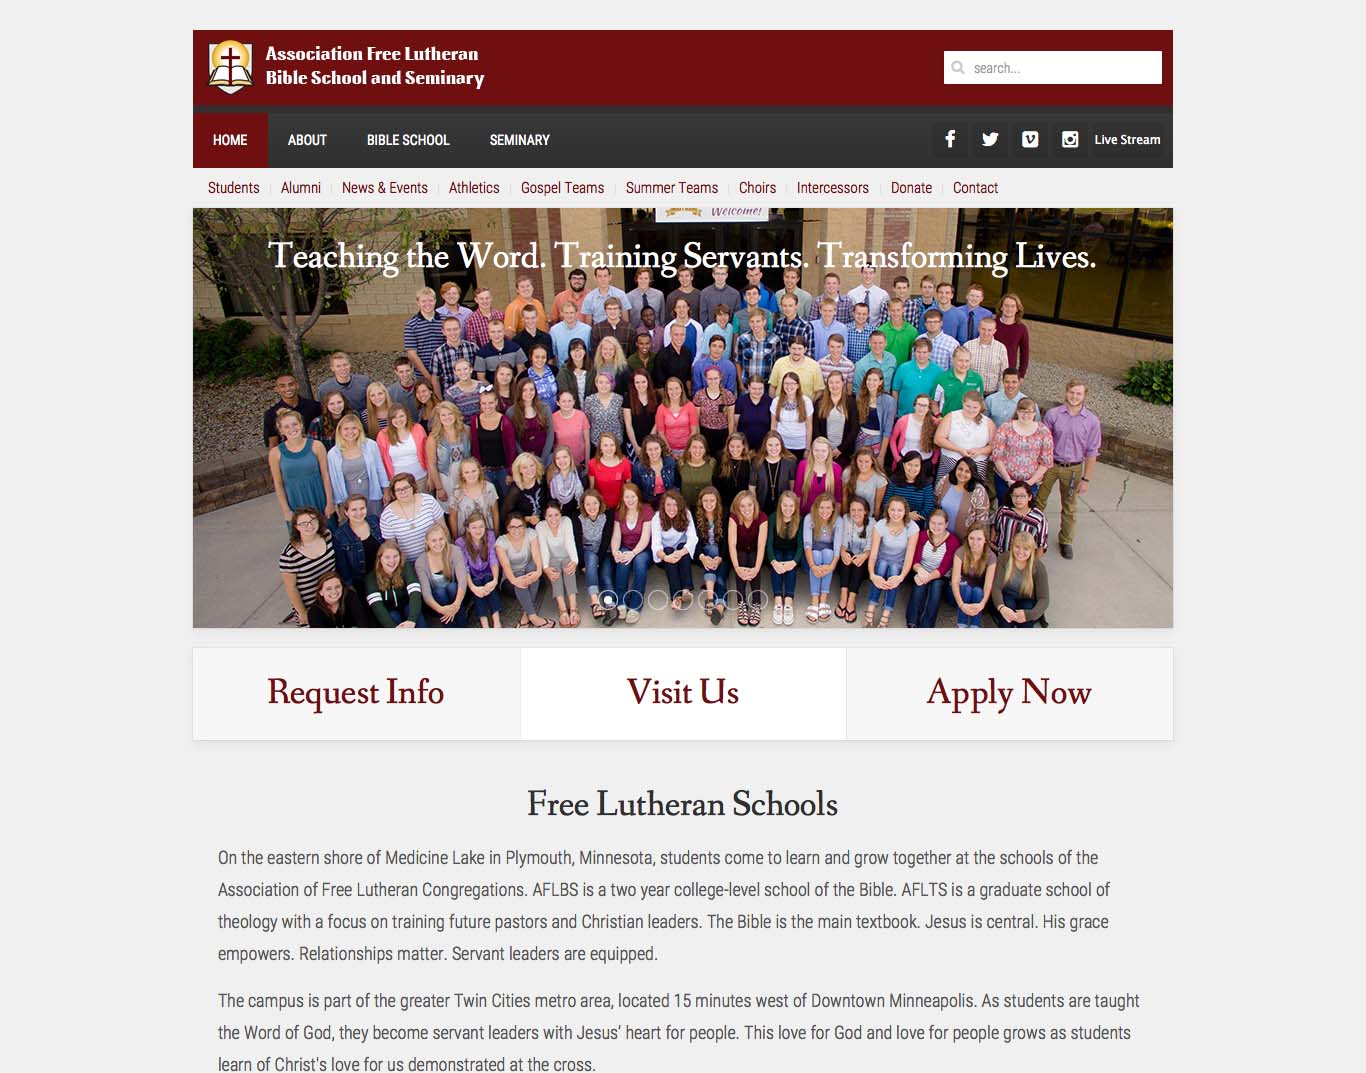 Association Free Lutheran
Bible School and Seminary
search...
HOME ABOUT BIBLE SCHOOL SEMINARY Live Stream
Students Alumni News & Events Athletics Gospel Teams Summer Teams Choirs Intercessors Donate Contact
Welcome!
Teaching the Word. Training Servants. Transforming Lives.
Request Info Visit Us Apply Now
Free Lutheran Schools
On the eastern shore of Medicine Lake in Plymouth, Minnesota, students come to learn and grow together at the schools of the
Association of Free Lutheran Congregations. AFLBS is a two year college-level school of the Bible. AFLTS is a graduate school of
theology with a focus on training future pastors and Christian leaders. The Bible is the main textbook. Jesus is central. His grace
empowers. Relationships matter. Servant leaders are equipped.
The campus is part of the greater Twin Cities metro area, located 15 minutes west of Downtown Minneapolis. As students are taught
the Word of God, they become servant leaders with Jesus’ heart for people. This love for God and love for people grows as students
learn of Christ's love for us demonstrated at the cross.